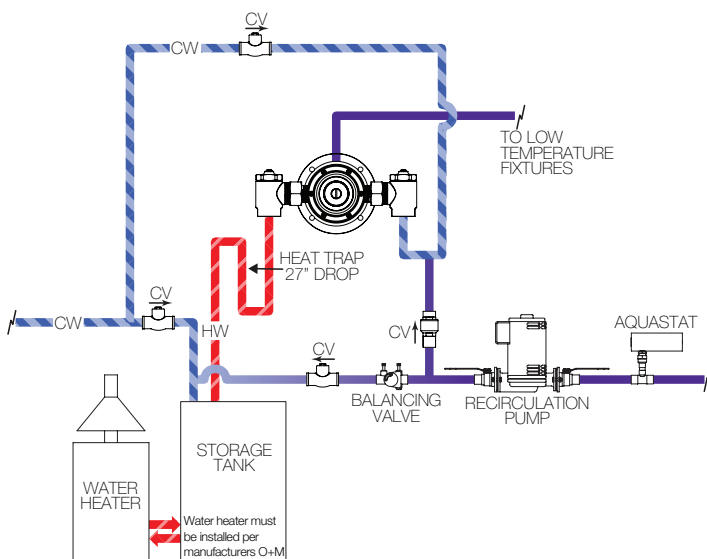 CV
CW
TO LOW
TEMPERATURE
FIXTURES
HEAT TRAP
27" DROP
CV
CW
HW
CV
AQUASTAT
CV
BALANCING
VALVE
RECIRCULATION
PUMP
STORAGE
TANK
WATER
HEATER
Water heater must
be installed per
manufacturers O+M